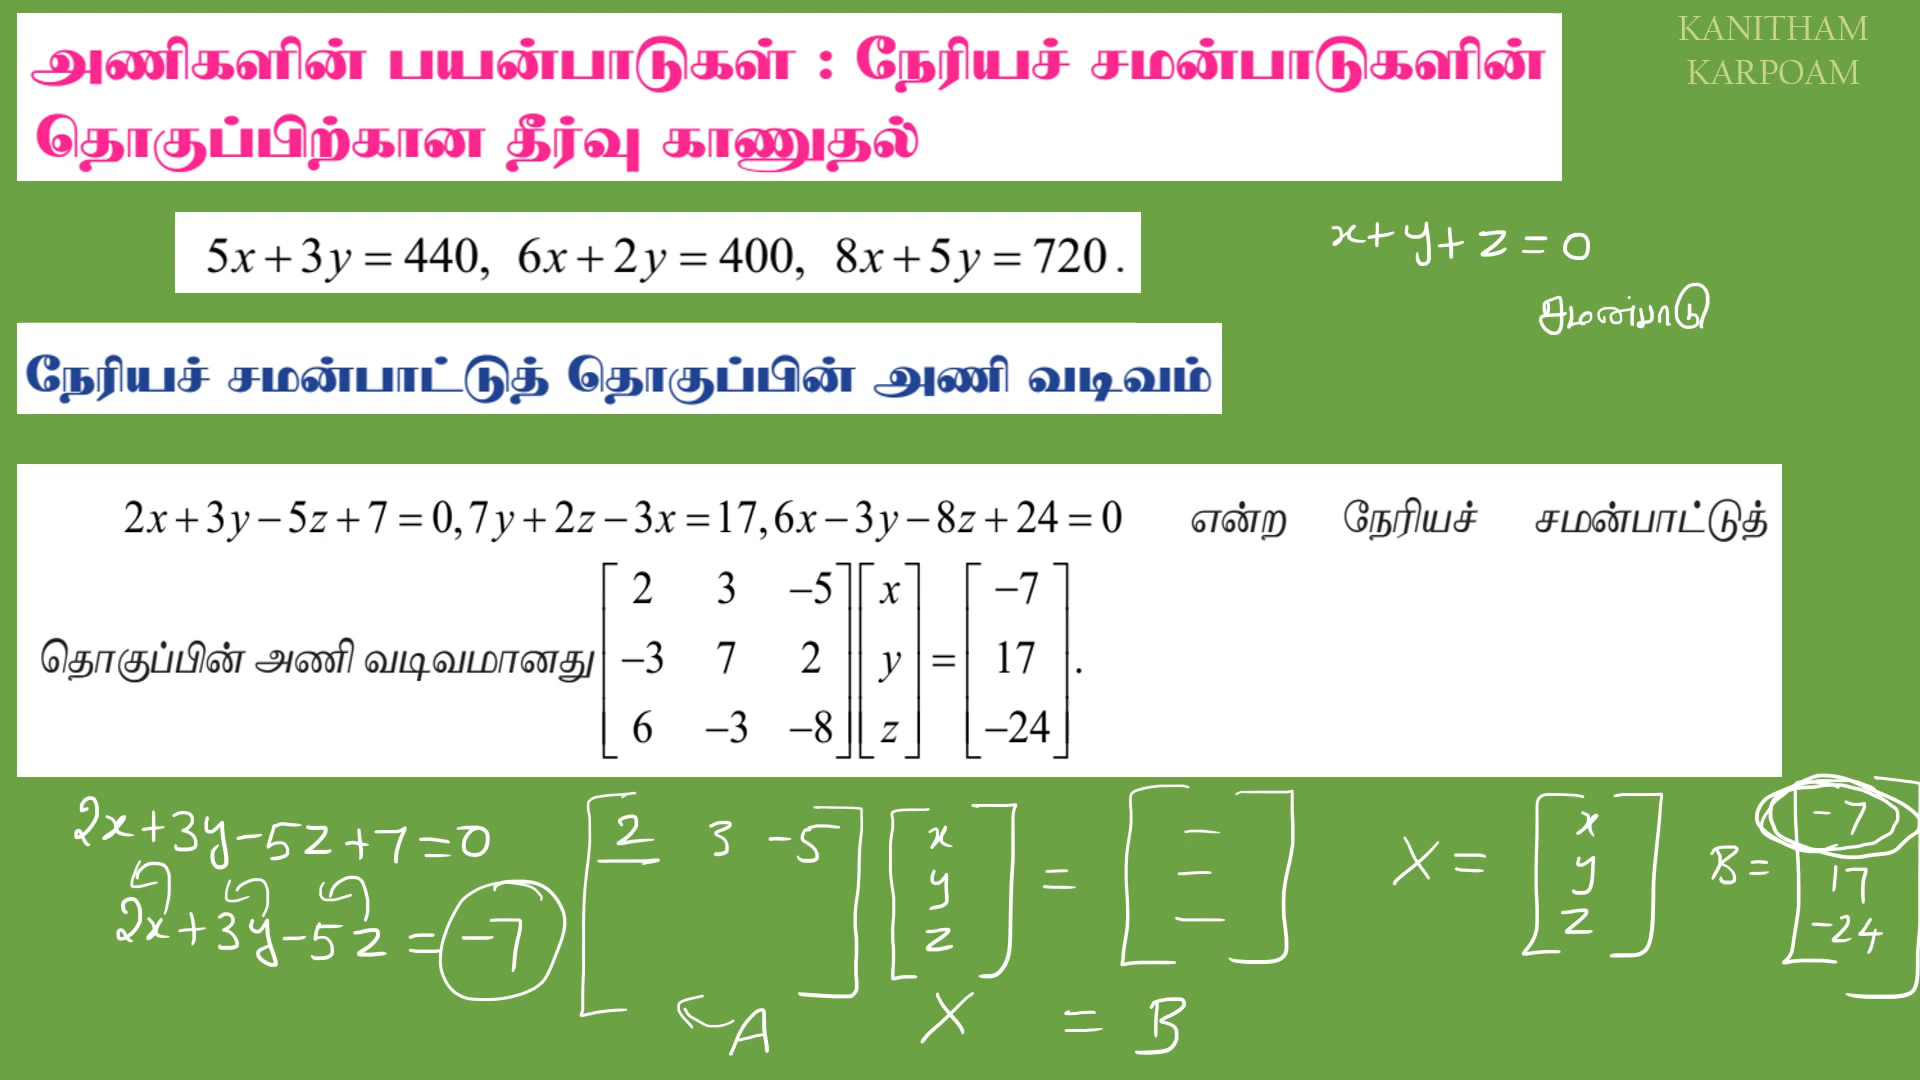 KANITHAM
KARPOAM
அணிகளின் பயன்பாடுகள் : நேரியச் சமன்பாடுகளின்
தொகுப்பிற்கான தீர்வு காணுதல்
5x+3y=440, 6x+2y=400, 8x+5y=720.
x+y+z=0
சமன்பாடு
நேரியச் சமன்பாட்டுத் தொகுப்பின் அணி வடிவம்
2x+3y−5z+7=0, 7y+2z−3x=17, 6x−3y−8z+24=0 என்ற நேரியச் சமன்பாட்டுத்
தொகுப்பின் அணி வடிவமானது [2 3 −5; −3 7 2; 6 −3 −8] [x; y; z] = [−7; 17; −24].
2x+3y-5z+7=0
2x+3y-5z = -7
[2 3 -5] [x; y; z] = [– ; – ; –]
A X = B
X = [x; y; z]
B = [-7; 17; -24]